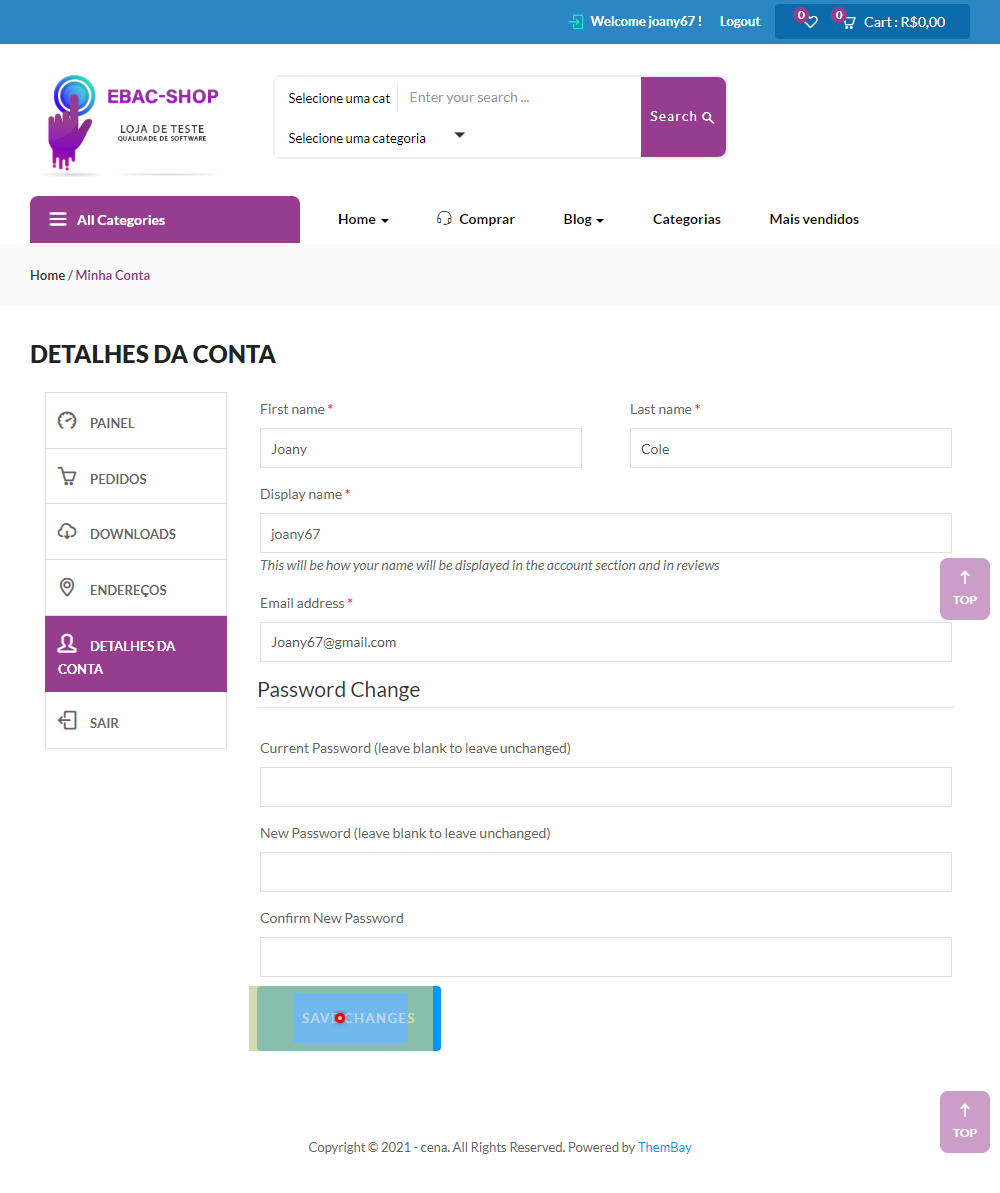 Welcome joany67 !
Logout
0
0
Cart : R$0,00
EBAC-SHOP
LOJA DE TESTE
QUALIDADE DE SOFTWARE
Selecione uma cat
Enter your search ...
Selecione uma categoria
Search
All Categories
Home
Comprar
Blog
Categorias
Mais vendidos
Home / Minha Conta
DETALHES DA CONTA
PAINEL
PEDIDOS
DOWNLOADS
ENDEREÇOS
DETALHES DA
CONTA
SAIR
First name *
Last name *
Joany
Cole
Display name *
joany67
This will be how your name will be displayed in the account section and in reviews
TOP
Email address *
Joany67@gmail.com
Password Change
Current Password (leave blank to leave unchanged)
New Password (leave blank to leave unchanged)
Confirm New Password
SAVE CHANGES
TOP
Copyright © 2021 - cena. All Rights Reserved. Powered by ThemBay